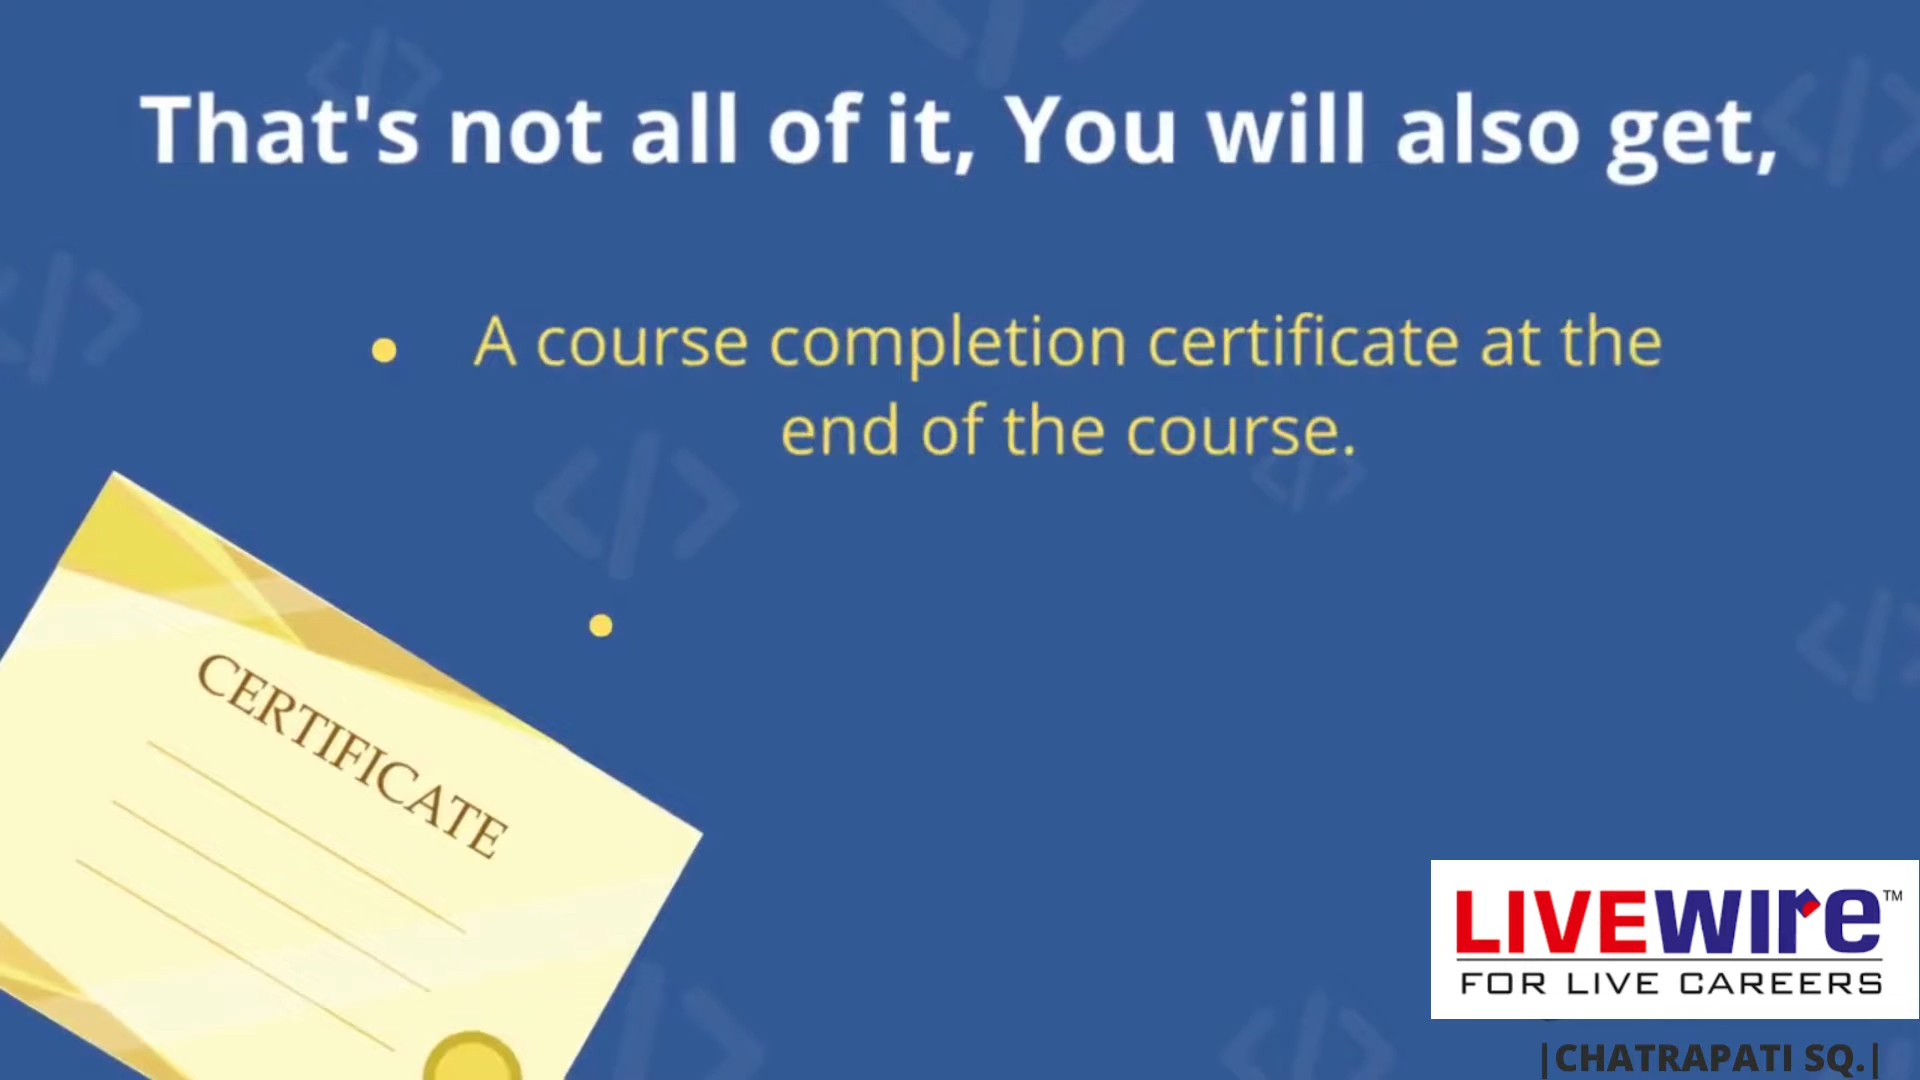 That's not all of it, You will also get,
• A course completion certificate at the
end of the course.
•
CERTIFICATE
LIVEWIRE™
FOR LIVE CAREERS
|CHATRAPATI SQ.|